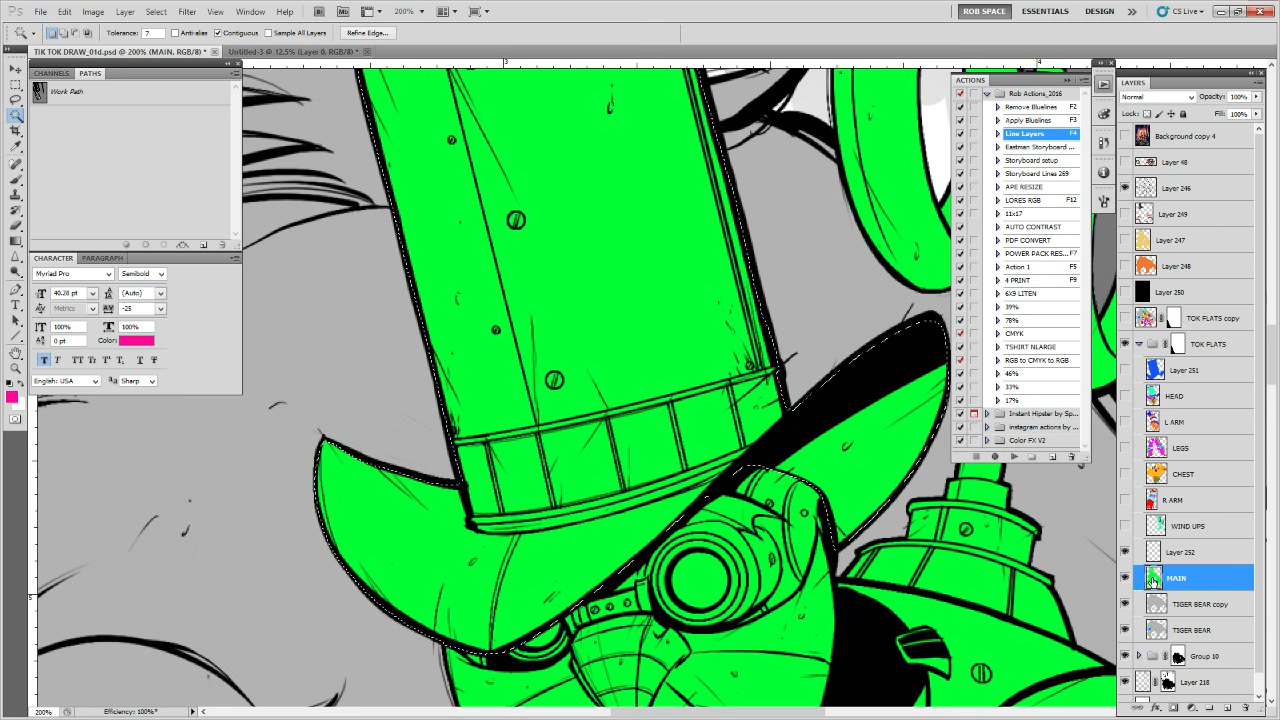 Ps File Edit Image Layer Select Filter View Window Help Br Mb 200% ROB SPACE ESSENTIALS DESIGN CS Live
Tolerance: 7 Anti-alias Contiguous Sample All Layers Refine Edge...
TIK TOK DRAW_01d.psd @ 200% (MAIN, RGB/8) * Untitled-3 @ 12.5% (Layer 0, RGB/8) *
3 4
5
CHANNELS PATHS
Work Path
CHARACTER PARAGRAPH
Myriad Pro Semibold
40.28 pt (Auto)
Metrics -25
100% 100%
0 pt Color:
T T TT Tr T' T, T T
English: USA aa Sharp
ACTIONS
Rob Actions_2016
Remove Bluelines F2
Apply Bluelines F3
Line Layers F4
Eastman Storyboard ...
Storyboard setup
Storyboard Lines 269
APE RESIZE
LORES RGB F12
11x17
AUTO CONTRAST
PDF CONVERT
POWER PACK RES... F7
Action 1 F5
4 PRINT F9
6X9 LITEN
39%
78%
CMYK
TSHIRT NLARGE
RGB to CMYK to RGB
46%
33%
17%
Instant Hipster by Sp...
instagram actions by ...
Color FX V2
LAYERS
Normal Opacity: 100%
Lock: Fill: 100%
Background copy 4
Layer 48
Layer 246
Layer 249
Layer 247
Layer 248
Layer 250
TOK FLATS copy
TOK FLATS
Layer 251
HEAD
L ARM
LEGS
CHEST
R ARM
WIND UPS
Layer 252
MAIN
TIGER BEAR copy
TIGER BEAR
Group 10
Layer 218
200% Efficiency: 100%*